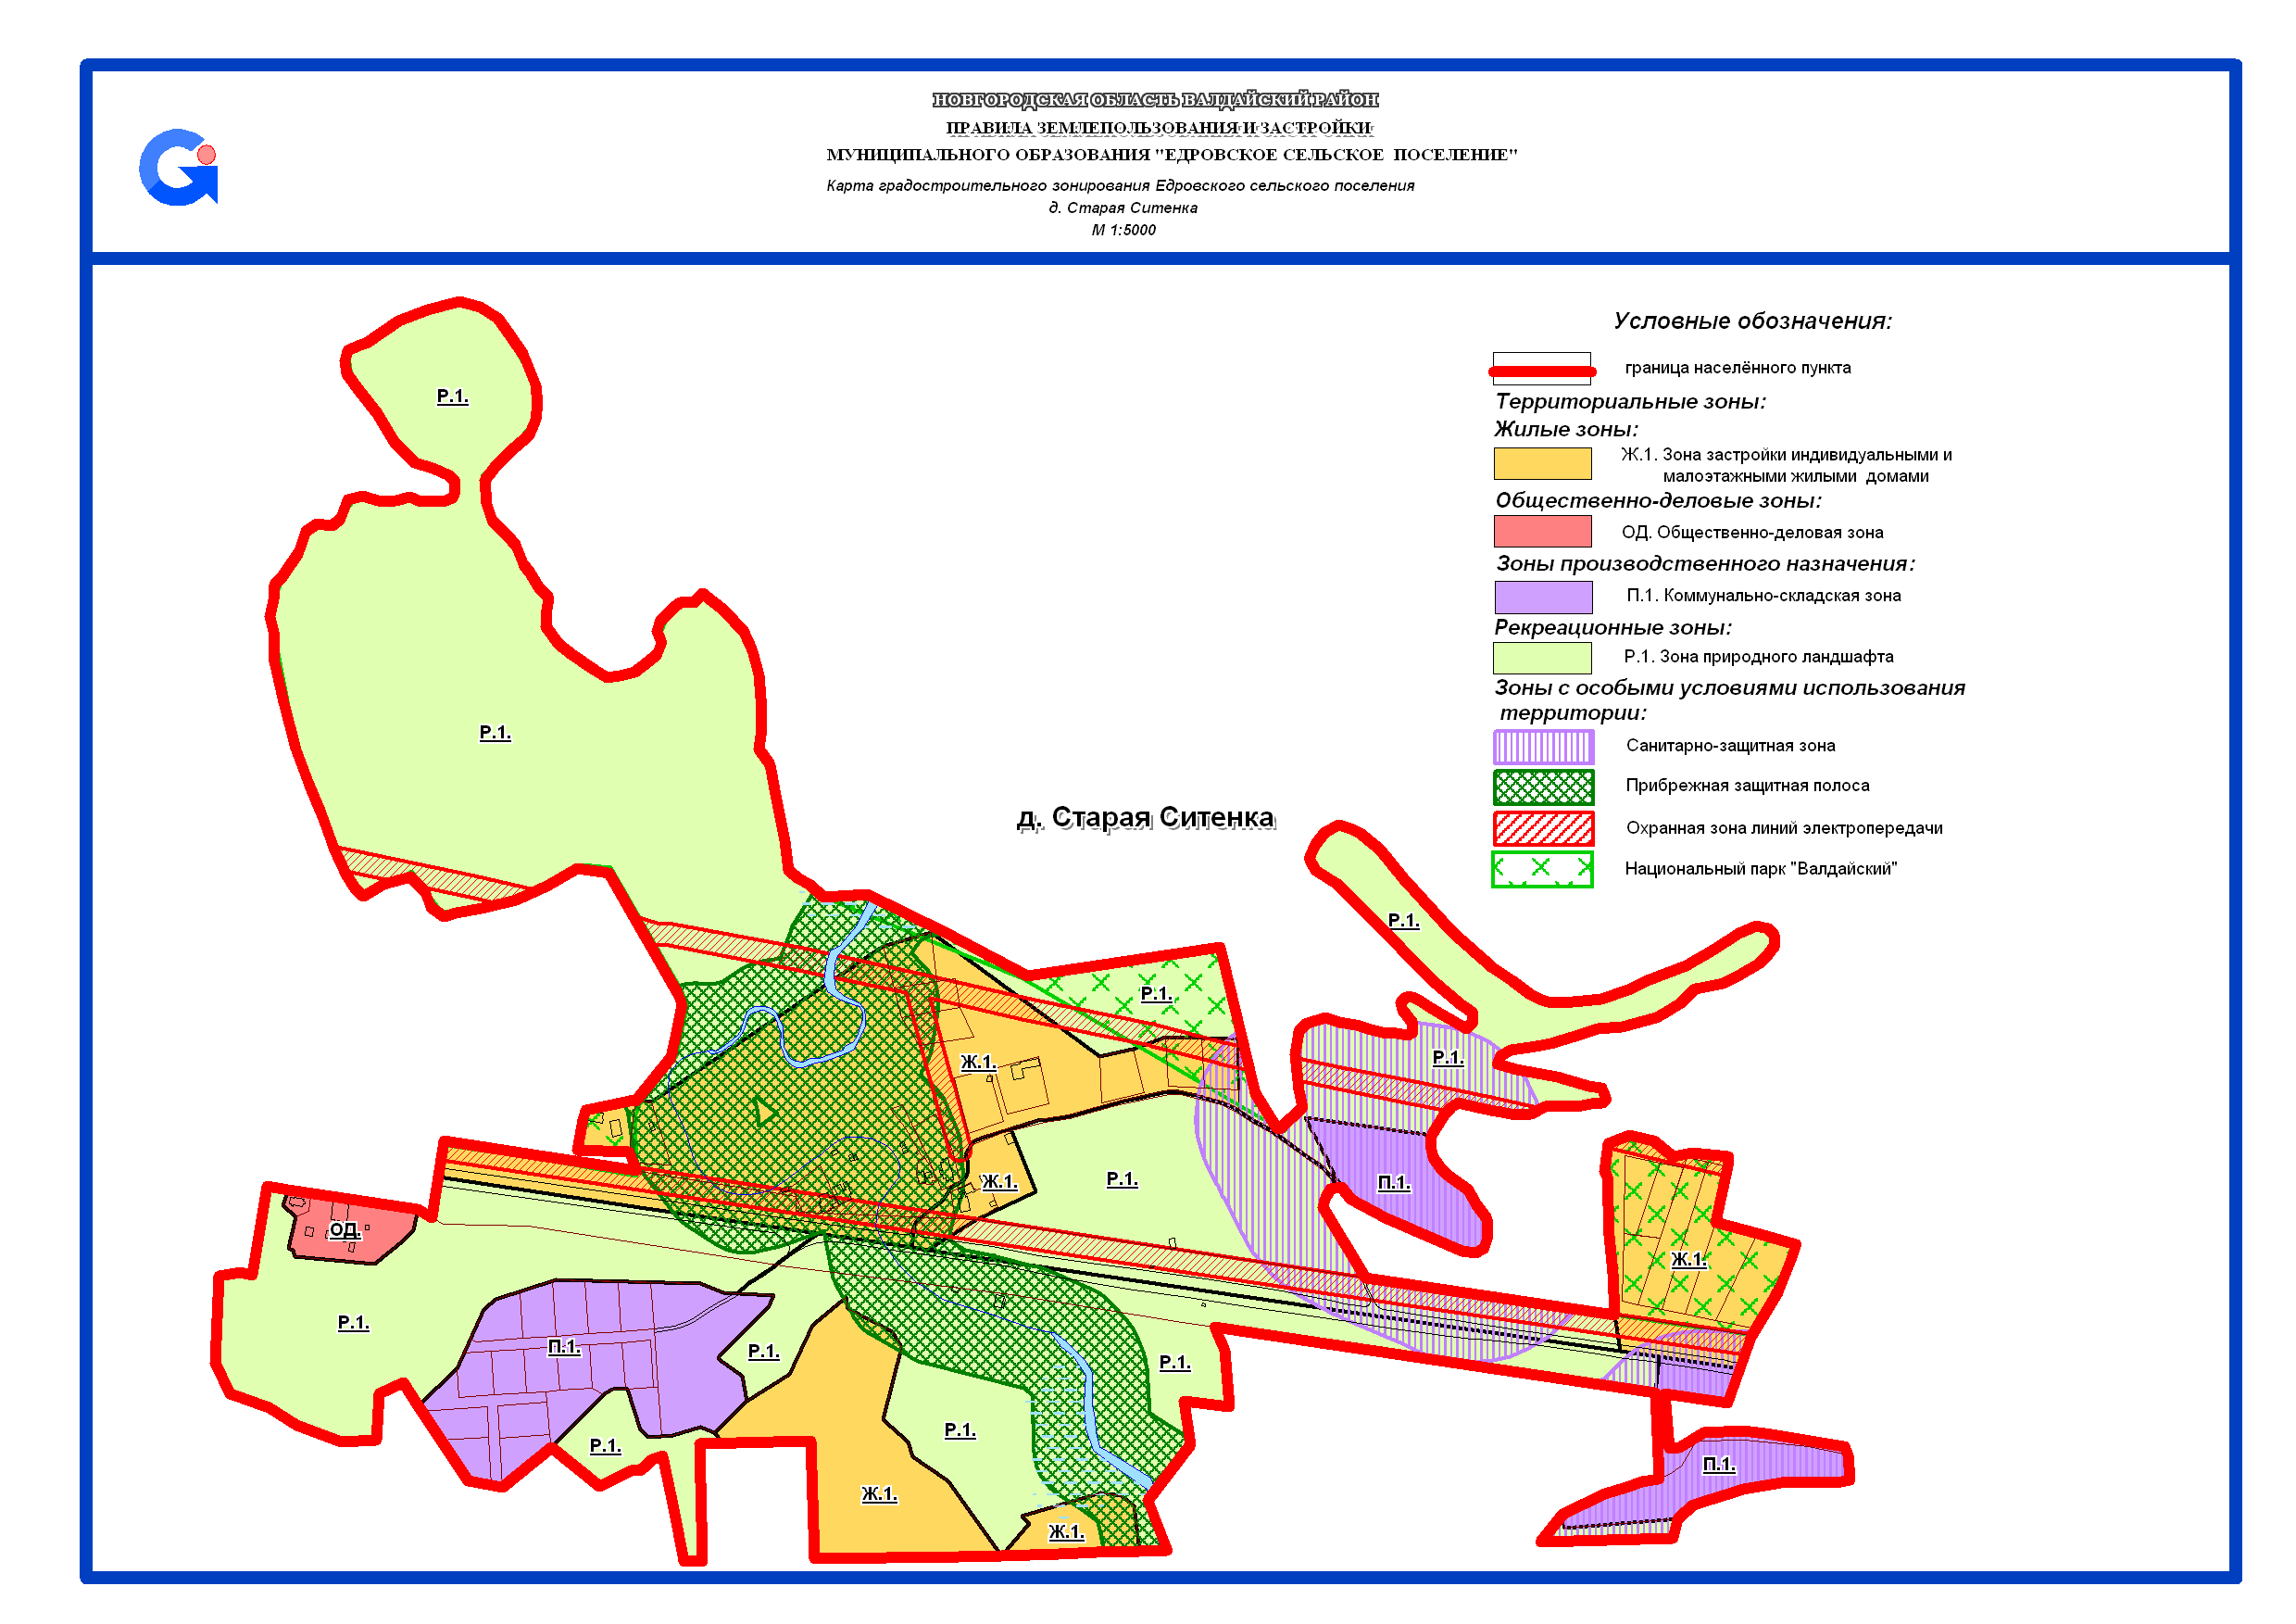 НОВГОРОДСКАЯ ОБЛАСТЬ ВАЛДАЙСКИЙ РАЙОН
ПРАВИЛА ЗЕМЛЕПОЛЬЗОВАНИЯ И ЗАСТРОЙКИ
МУНИЦИПАЛЬНОГО ОБРАЗОВАНИЯ "ЕДРОВСКОЕ СЕЛЬСКОЕ ПОСЕЛЕНИЕ"
Карта градостроительного зонирования Едровского сельского поселения
д. Старая Ситенка
М 1:5000
Условные обозначения:
граница населённого пункта
Территориальные зоны:
Жилые зоны:
Ж.1. Зона застройки индивидуальными и
малоэтажными жилыми домами
Общественно-деловые зоны:
ОД. Общественно-деловая зона
Зоны производственного назначения:
П.1. Коммунально-складская зона
Рекреационные зоны:
Р.1. Зона природного ландшафта
Зоны с особыми условиями использования
территории:
Санитарно-защитная зона
Прибрежная защитная полоса
Охранная зона линий электропередачи
Национальный парк "Валдайский"
Р.1.
Р.1.
д. Старая Ситенка
Р.1.
Р.1.
Р.1.
Ж.1.
Р.1.
Ж.1.
П.1.
ОД.
Ж.1.
Р.1.
П.1.
Р.1.
Р.1.
Р.1.
Р.1.
П.1.
Ж.1.
Ж.1.